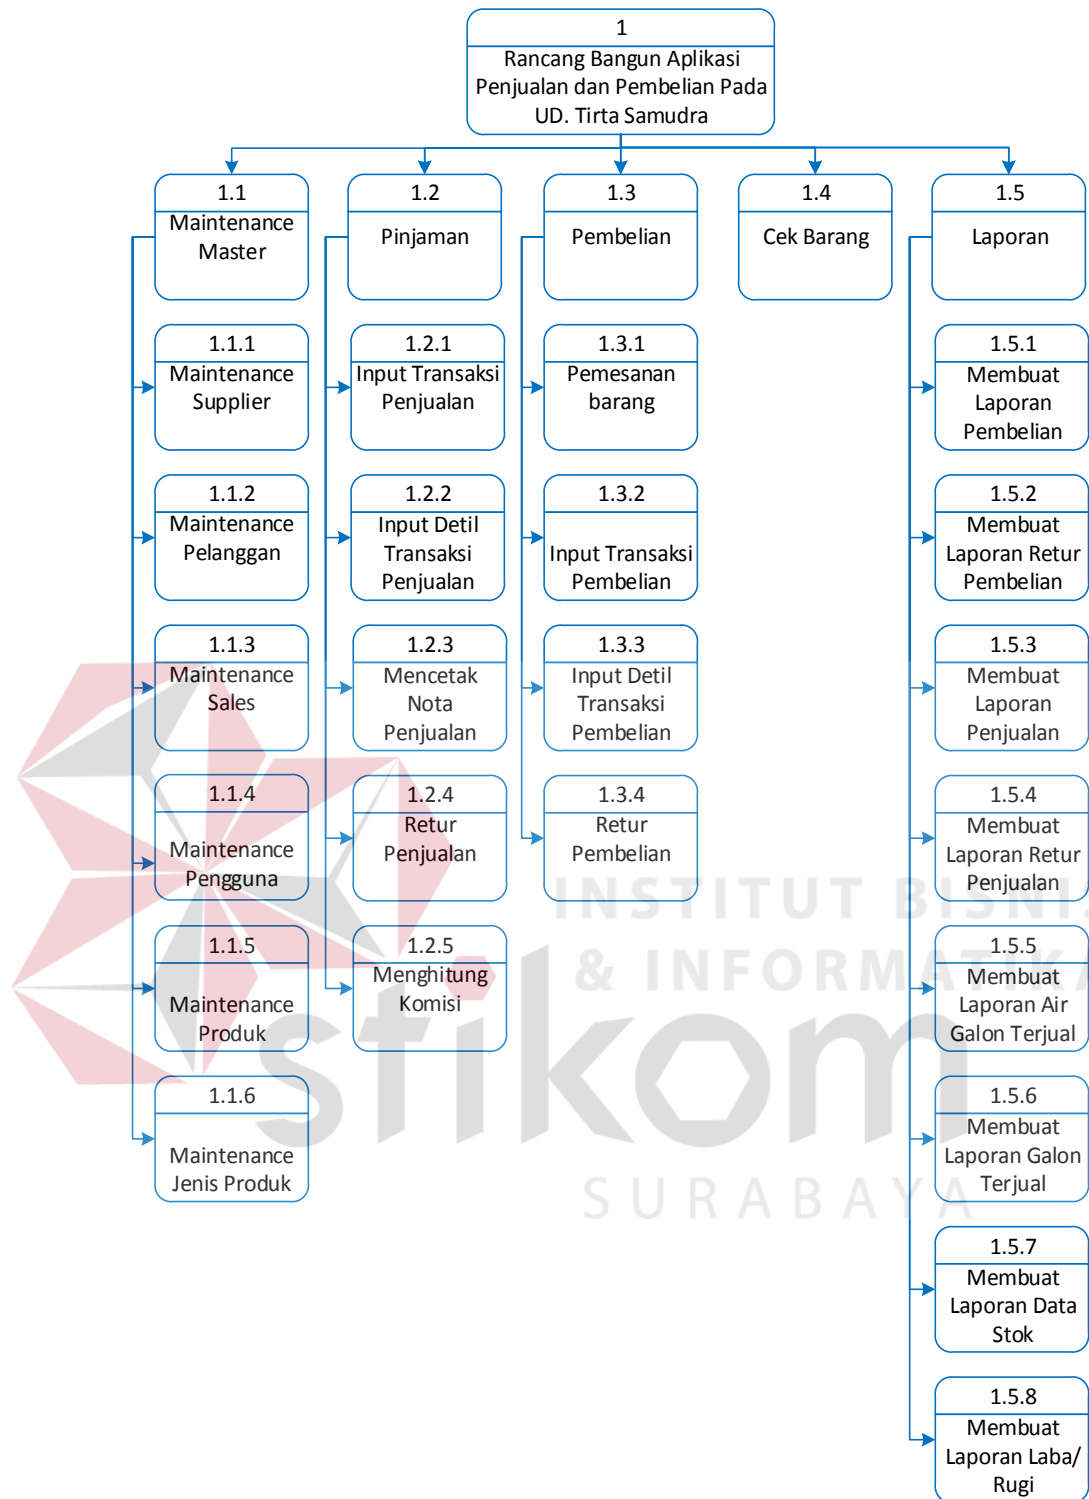 1
Rancang Bangun Aplikasi
Penjualan dan Pembelian Pada
UD. Tirta Samudra
1.1
Maintenance
Master
1.2
Pinjaman
1.3
Pembelian
1.4
Cek Barang
1.5
Laporan
1.1.1
Maintenance
Supplier
1.2.1
Input Transaksi
Penjualan
1.3.1
Pemesanan
barang
1.5.1
Membuat
Laporan
Pembelian
1.1.2
Maintenance
Pelanggan
1.2.2
Input Detil
Transaksi
Penjualan
1.3.2
Input Transaksi
Pembelian
1.5.2
Membuat
Laporan Retur
Pembelian
1.1.3
Maintenance
Sales
1.2.3
Mencetak
Nota
Penjualan
1.3.3
Input Detil
Transaksi
Pembelian
1.5.3
Membuat
Laporan
Penjualan
1.1.4
Maintenance
Pengguna
1.2.4
Retur
Penjualan
1.3.4
Retur
Pembelian
1.5.4
Membuat
Laporan Retur
Penjualan
1.1.5
Maintenance
Produk
1.2.5
Menghitung
Komisi
1.5.5
Membuat
Laporan Air
Galon Terjual
1.1.6
Maintenance
Jenis Produk
1.5.6
Membuat
Laporan Galon
Terjual
1.5.7
Membuat
Laporan Data
Stok
1.5.8
Membuat
Laporan Laba/
Rugi
INSTITUT BISNIS
& INFORMATIKA
stikom
SURABAYA